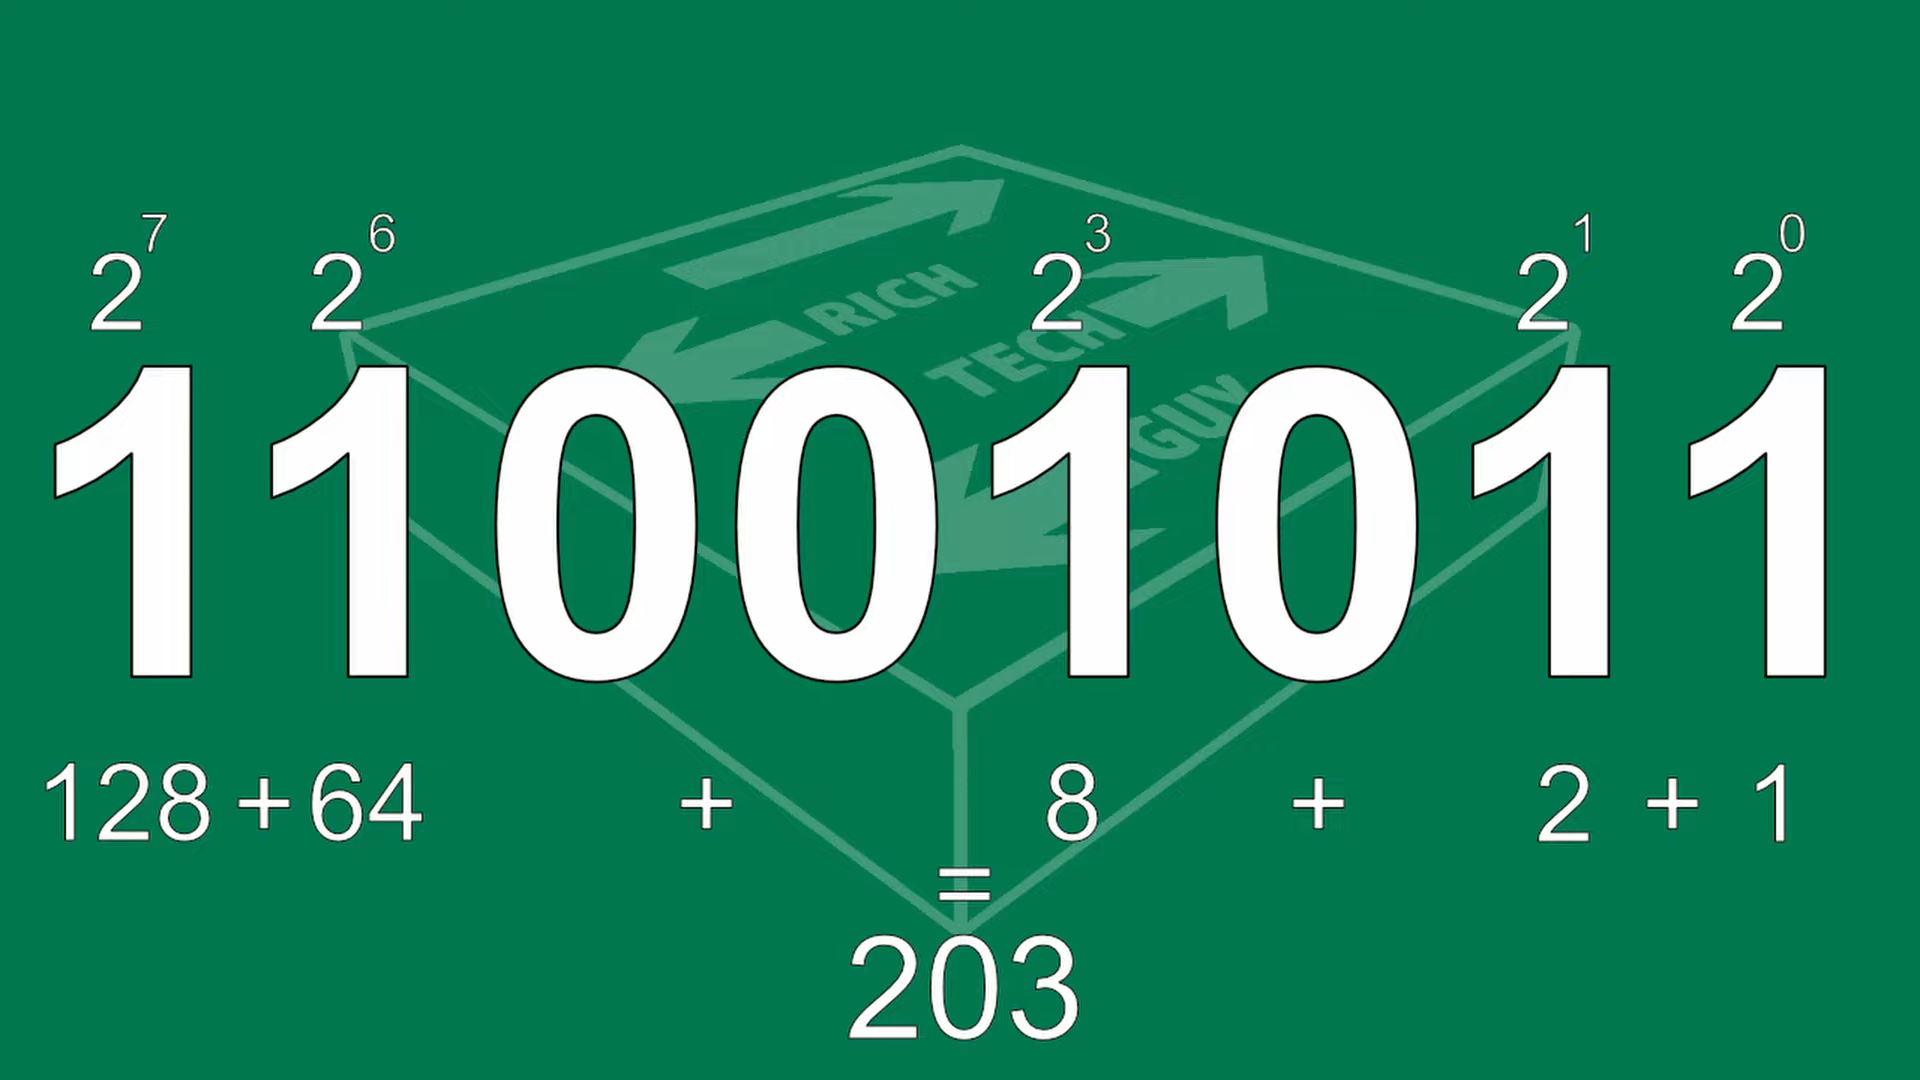 2⁷ 2⁶ 2³ 2¹ 2⁰
RICH
TECH
GUY
11001011
128 + 64 + 8 + 2 + 1
=
203